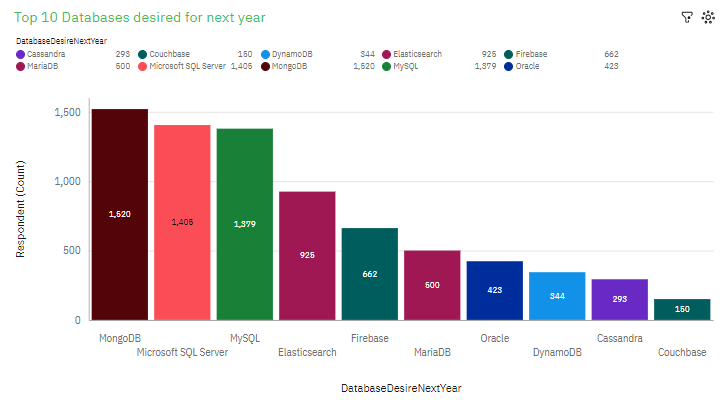 Top 10 Databases desired for next year
DatabaseDesireNextYear
Cassandra 293 Couchbase 150 DynamoDB 344 Elasticsearch 925 Firebase 662
MariaDB 500 Microsoft SQL Server 1,405 MongoDB 1,520 MySQL 1,379 Oracle 423
Respondent (Count)
1,500
1,000
500
0
1,520
1,405
1,379
925
662
500
423
344
293
150
MongoDB
Microsoft SQL Server
MySQL
Elasticsearch
Firebase
MariaDB
Oracle
DynamoDB
Cassandra
Couchbase
DatabaseDesireNextYear